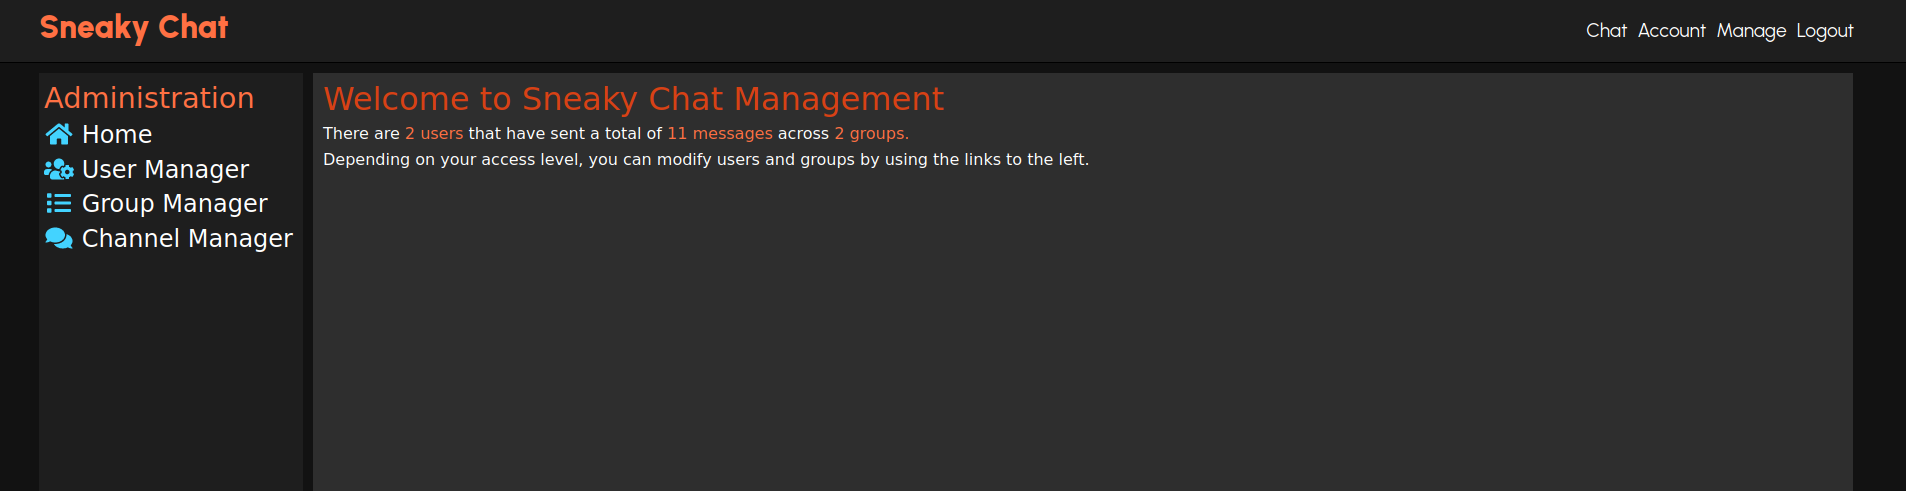 Sneaky Chat
Chat Account Manage Logout
Administration
Home
User Manager
Group Manager
Channel Manager
Welcome to Sneaky Chat Management
There are 2 users that have sent a total of 11 messages across 2 groups.
Depending on your access level, you can modify users and groups by using the links to the left.